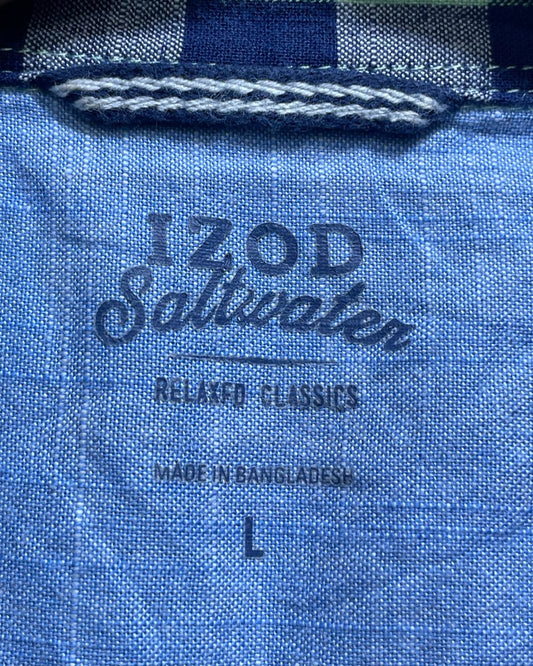 IZOD
Saltwater
RELAXED CLASSICS
MADE IN BANGLADESH
L